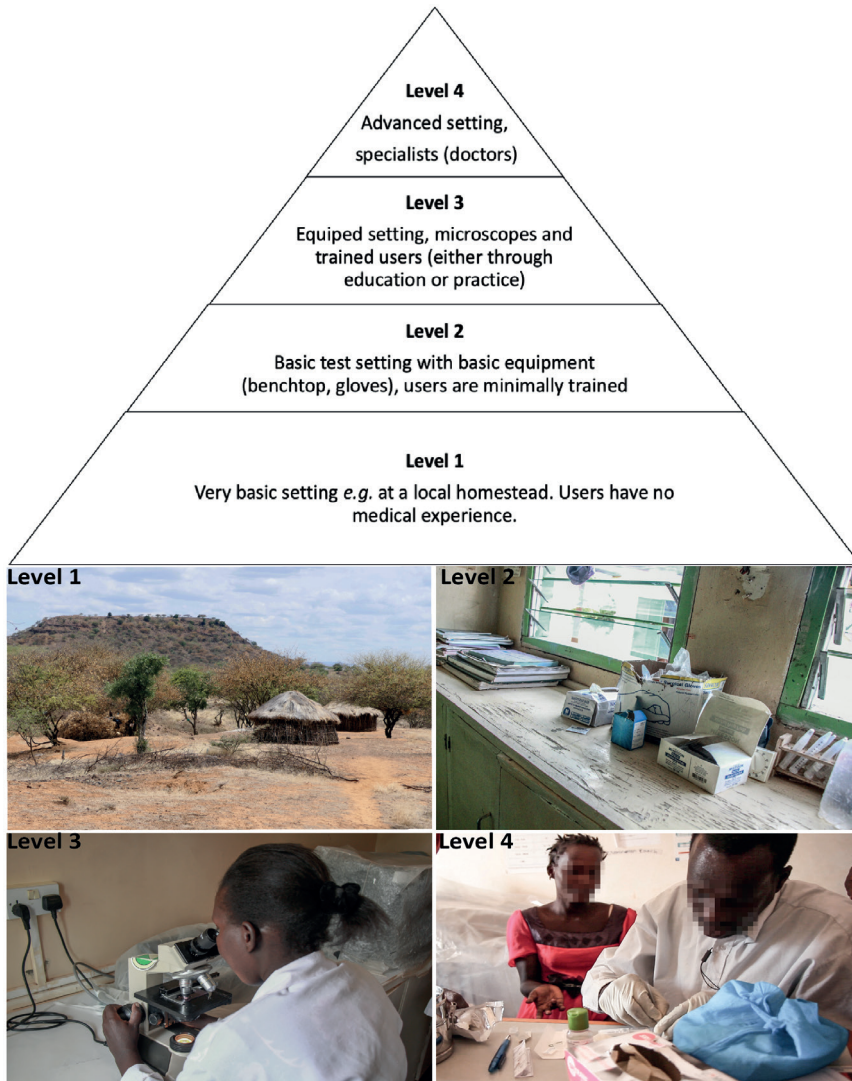 Level 4
Advanced setting,
specialists (doctors)
Level 3
Equiped setting, microscopes and
trained users (either through
education or practice)
Level 2
Basic test setting with basic equipment
(benchtop, gloves), users are minimally trained
Level 1
Very basic setting e.g. at a local homestead. Users have no
medical experience.
Level 1
Level 2
Surgical Gloves
Level 3
Level 4